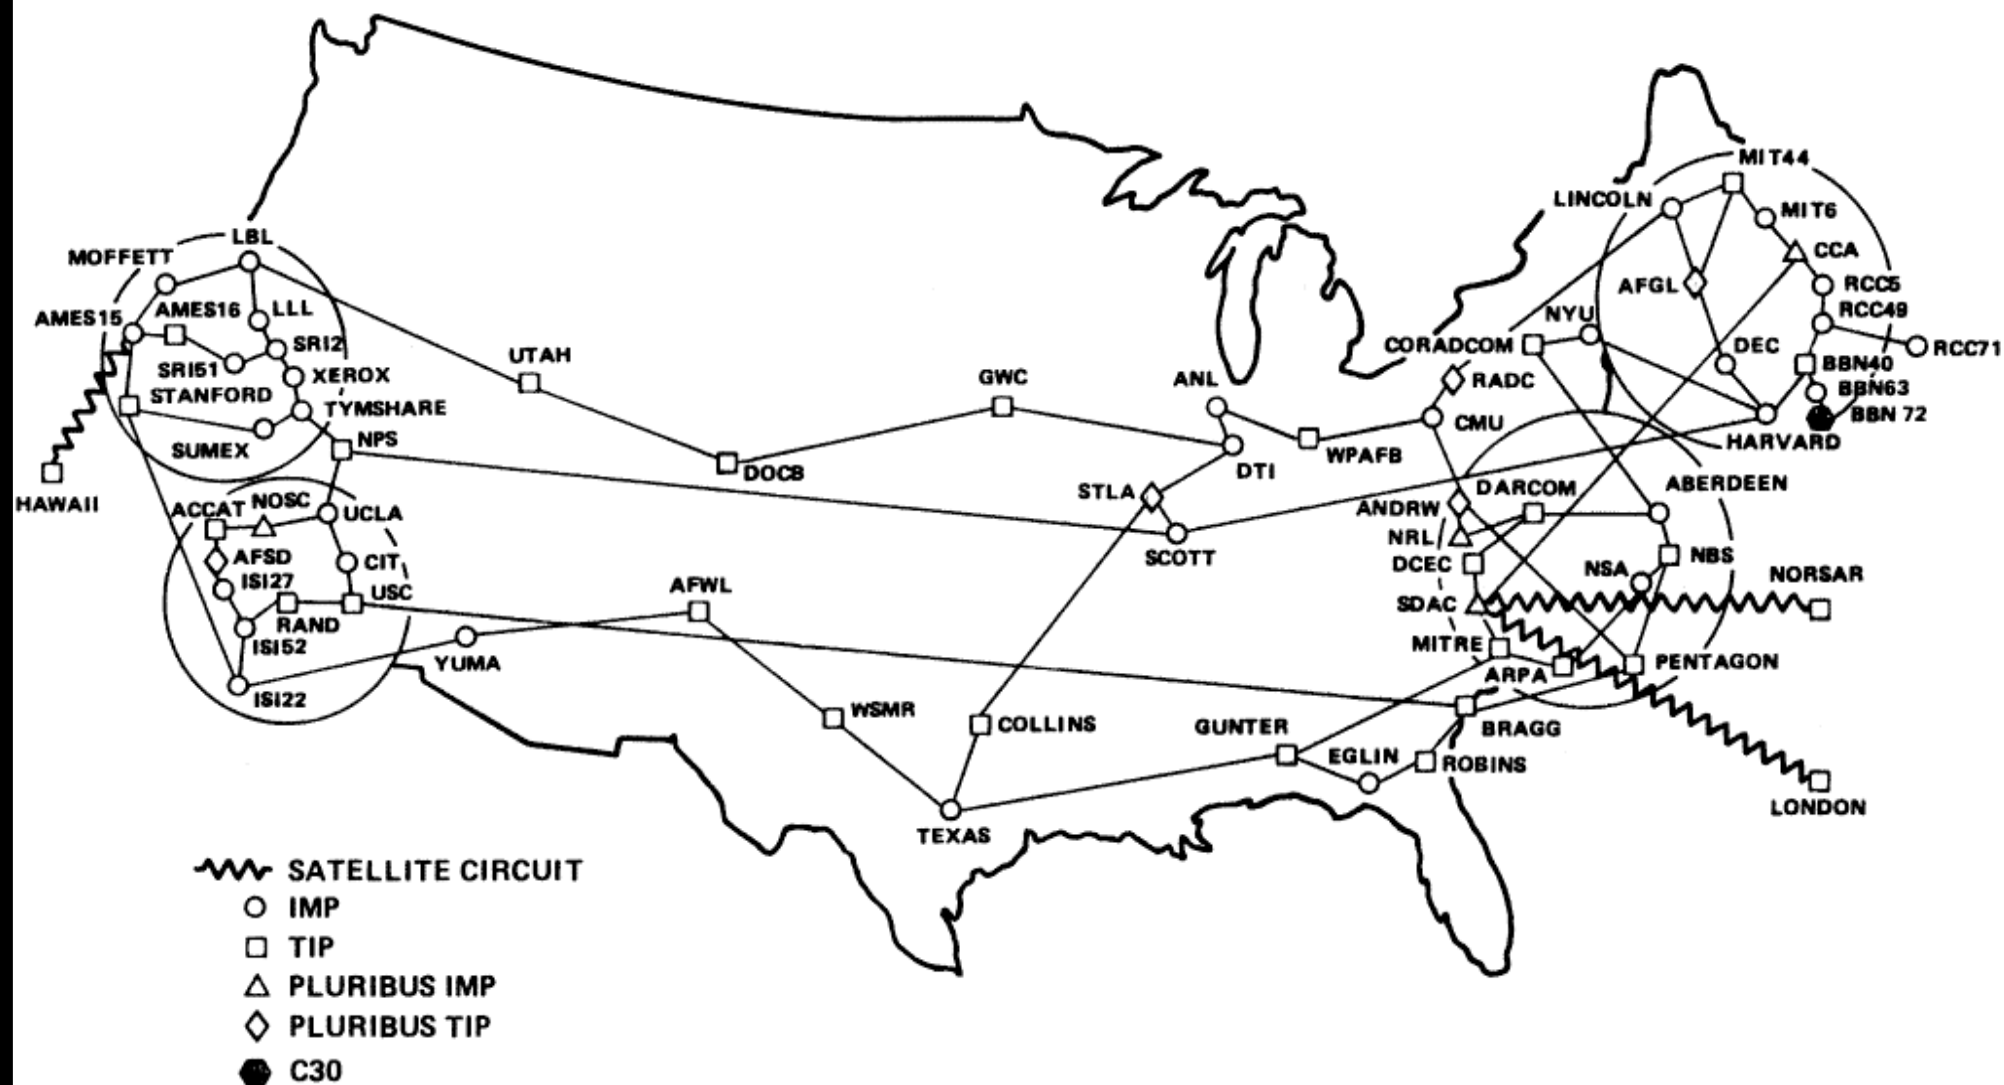 MIT44
LINCOLN
MIT6
LBL
MOFFETT
CCA
AFGL
RCC5
AMES16
LLL
RCC49
AMES15
NYU
CORADCOM
SRI2
DEC
RCC71
UTAH
SRI51
XEROX
BBN40
GWC
ANL
RADC
BBN63
STANFORD
TYMSHARE
BBN 72
CMU
NPS
HARVARD
SUMEX
WPAFB
DOCB
DTI
HAWAII
STLA
DARCOM
ABERDEEN
ACCAT
NOSC
UCLA
ANDRW
NRL
AFSD
CIT
SCOTT
DCEC
NSA
NBS
ISI27
NORSAR
AFWL
USC
SDAC
RAND
ISI52
MITRE
YUMA
ARPA
PENTAGON
ISI22
WSMR
COLLINS
GUNTER
BRAGG
EGLIN
ROBINS
LONDON
TEXAS
SATELLITE CIRCUIT
IMP
TIP
PLURIBUS IMP
PLURIBUS TIP
C30